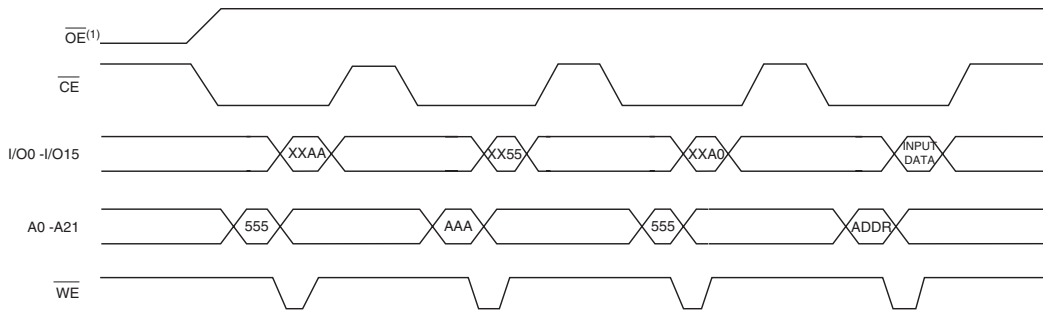 OE(1)
CE
I/O0 -I/O15 XXAA XX55 XXA0 INPUT DATA
A0 -A21 555 AAA 555 ADDR
WE